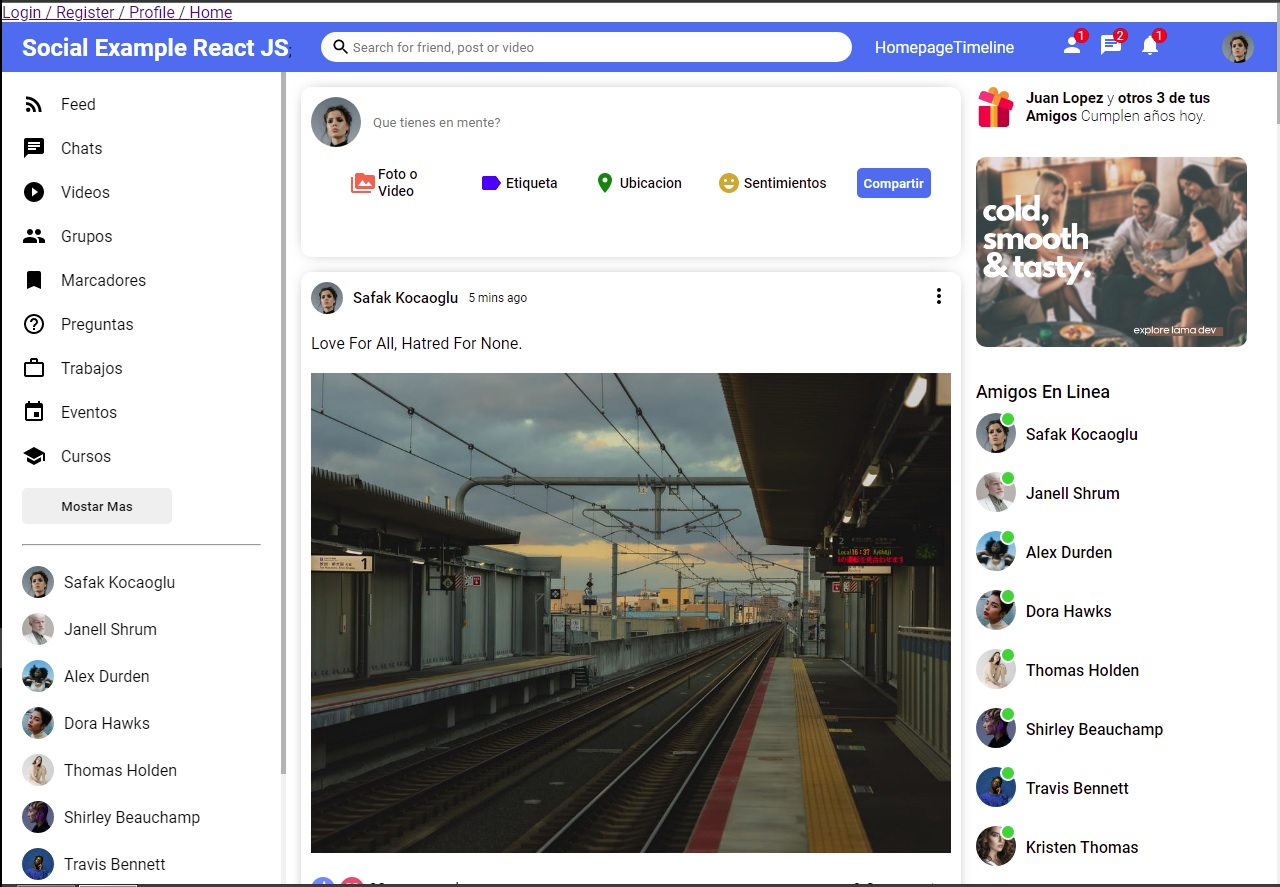 Login / Register / Profile / Home
Social Example React JS;
Search for friend, post or video
HomepageTimeline
1
2
1
Feed
Chats
Videos
Grupos
Marcadores
Preguntas
Trabajos
Eventos
Cursos
Mostar Mas
Safak Kocaoglu
Janell Shrum
Alex Durden
Dora Hawks
Thomas Holden
Shirley Beauchamp
Travis Bennett
Que tienes en mente?
Foto o
Video
Etiqueta
Ubicacion
Sentimientos
Compartir
Safak Kocaoglu 5 mins ago
Love For All, Hatred For None.
1
2
Local 16:37
Juan Lopez y otros 3 de tus
Amigos Cumplen años hoy.
cold,
smooth
& tasty.
explore lama dev
Amigos En Linea
Safak Kocaoglu
Janell Shrum
Alex Durden
Dora Hawks
Thomas Holden
Shirley Beauchamp
Travis Bennett
Kristen Thomas